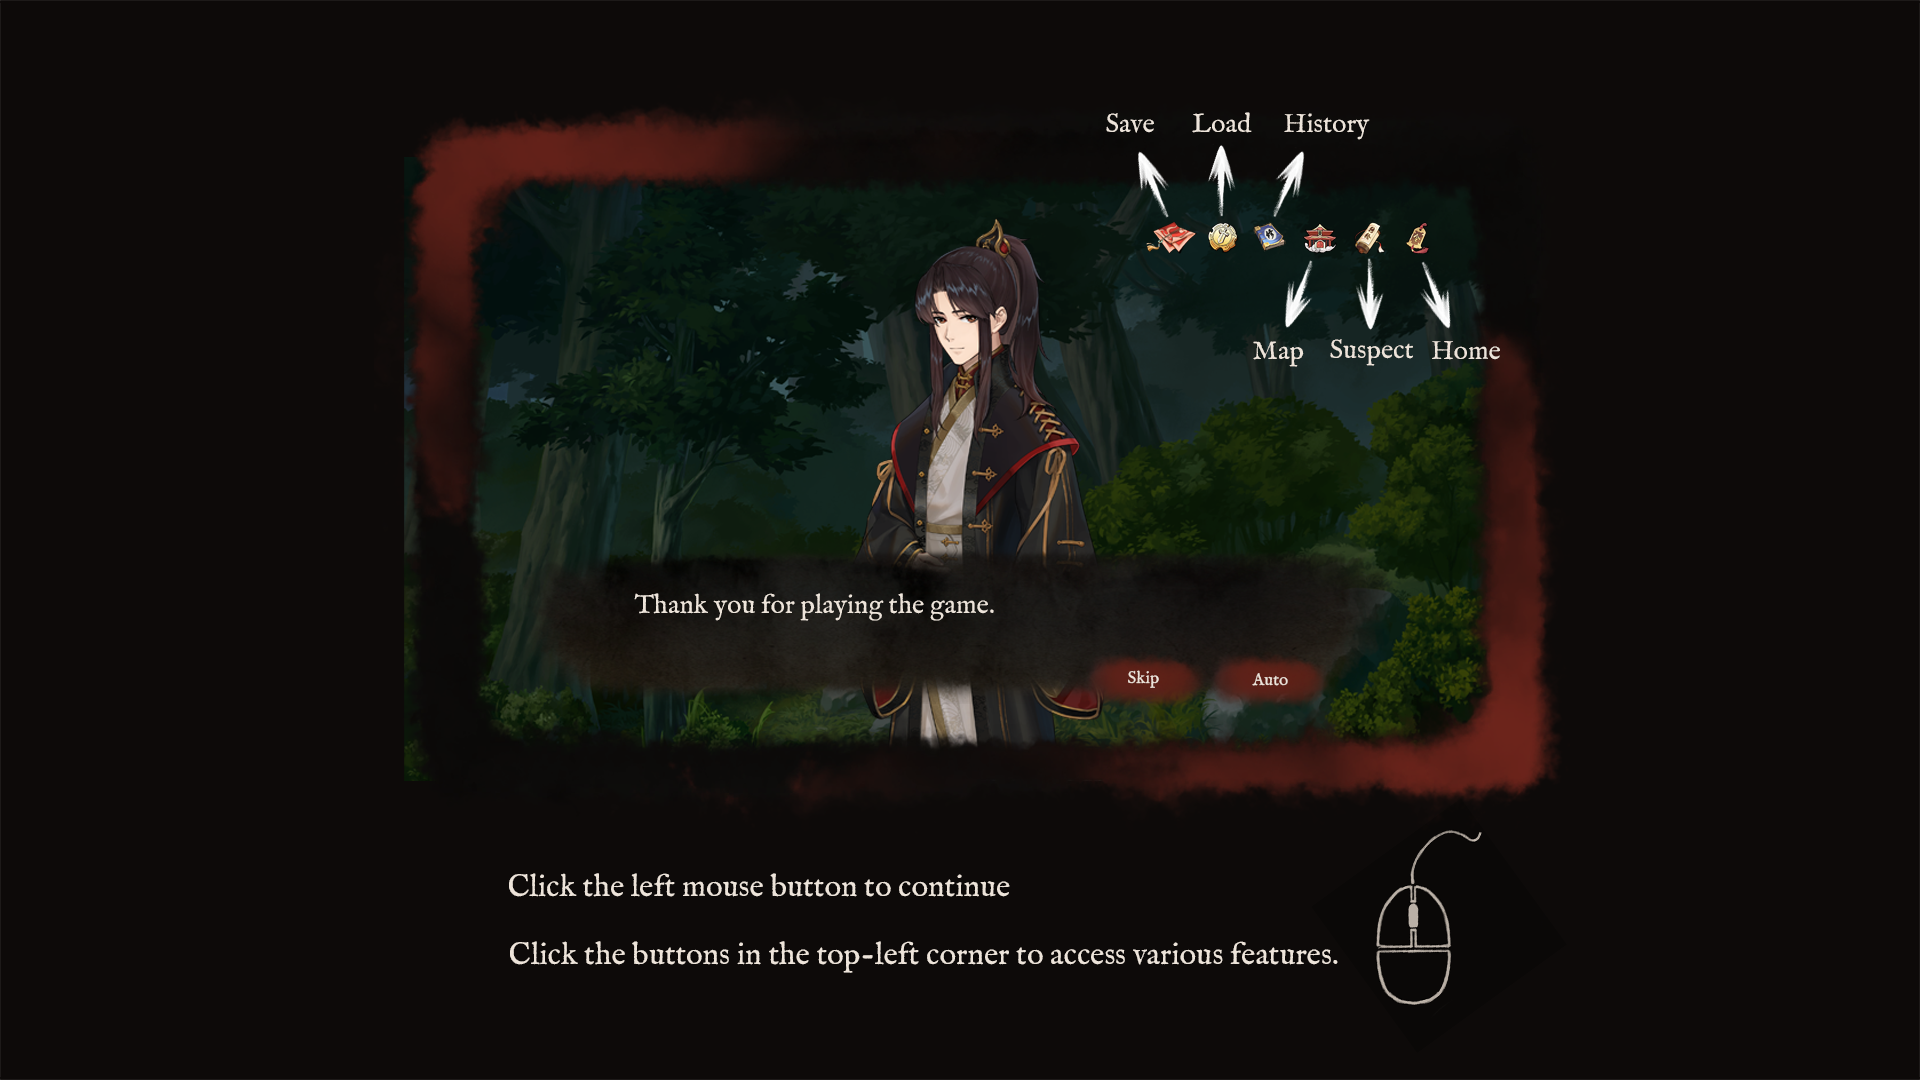 Save Load History
Map Suspect Home
Thank you for playing the game.
Skip Auto
Click the left mouse button to continue
Click the buttons in the top-left corner to access various features.